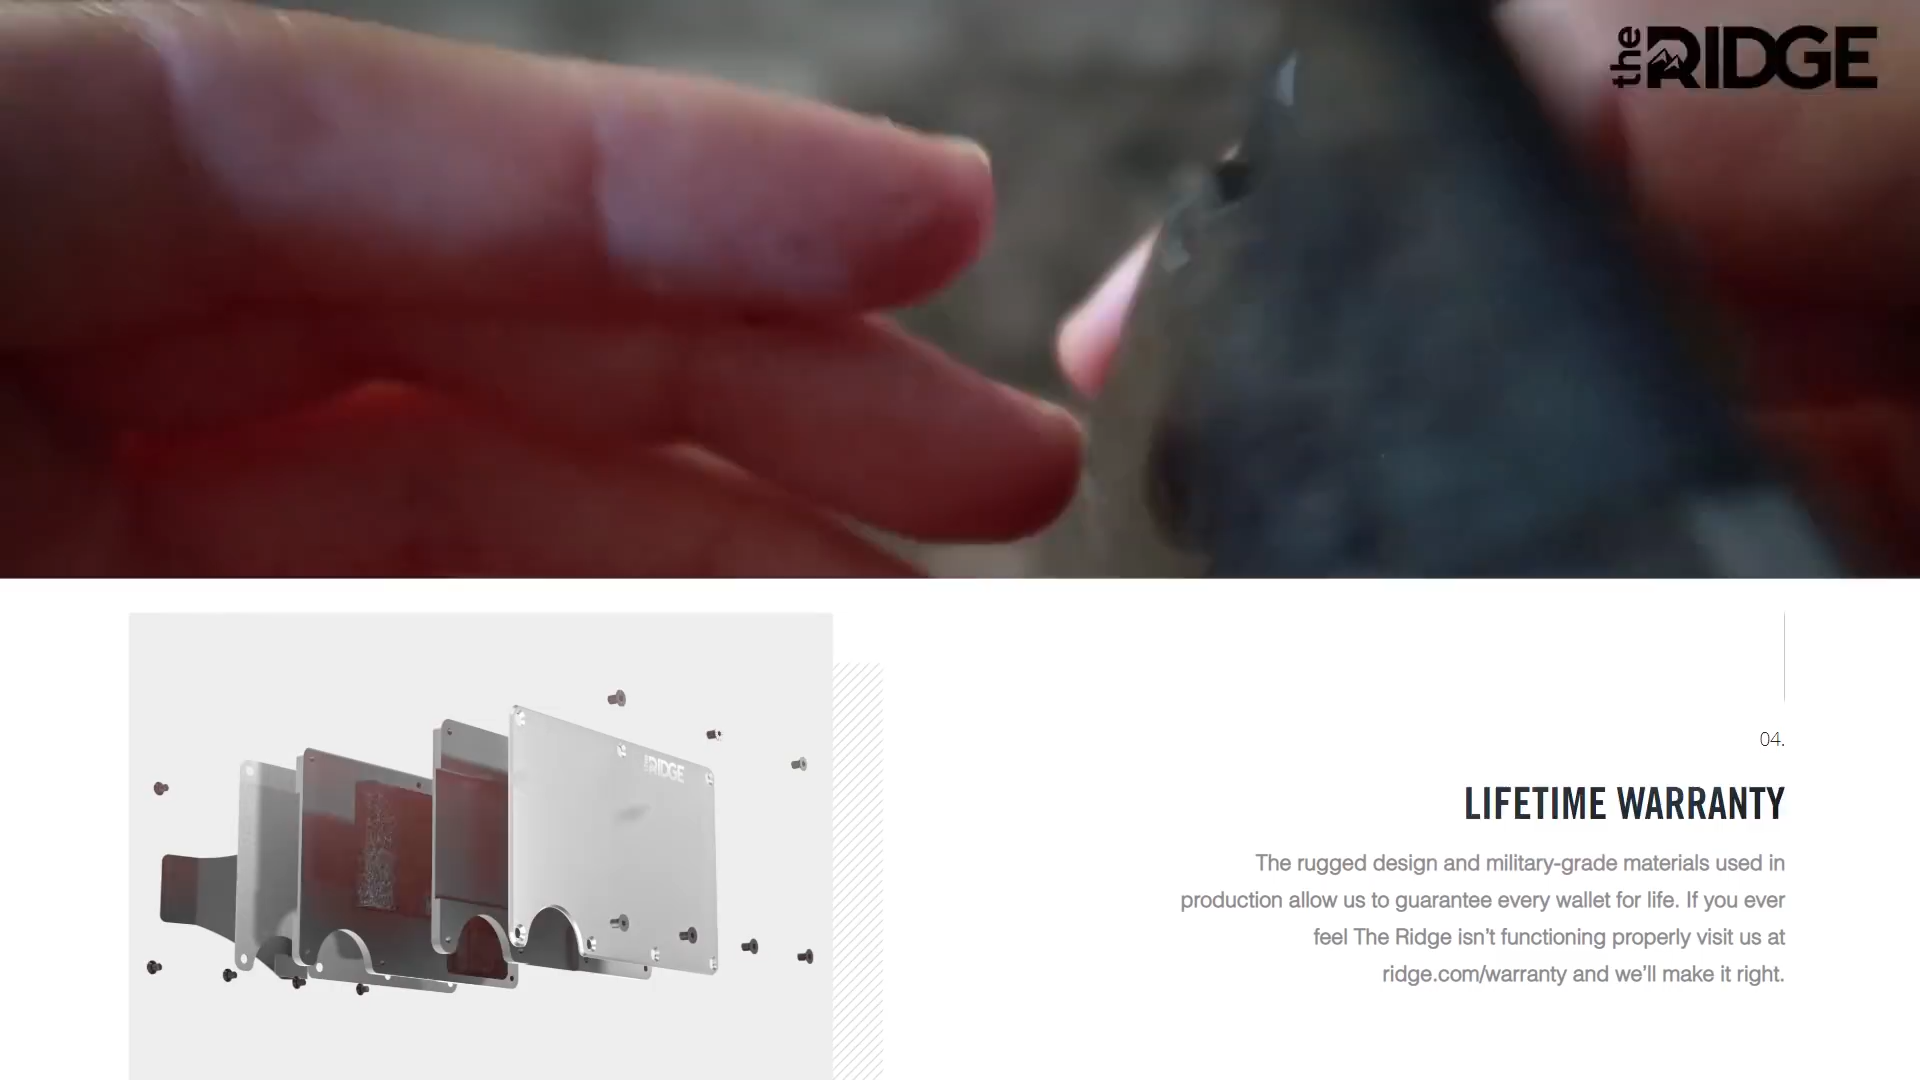 the RIDGE
RIDGE
04.
LIFETIME WARRANTY
The rugged design and military-grade materials used in
production allow us to guarantee every wallet for life. If you ever
feel The Ridge isn’t functioning properly visit us at
ridge.com/warranty and we’ll make it right.